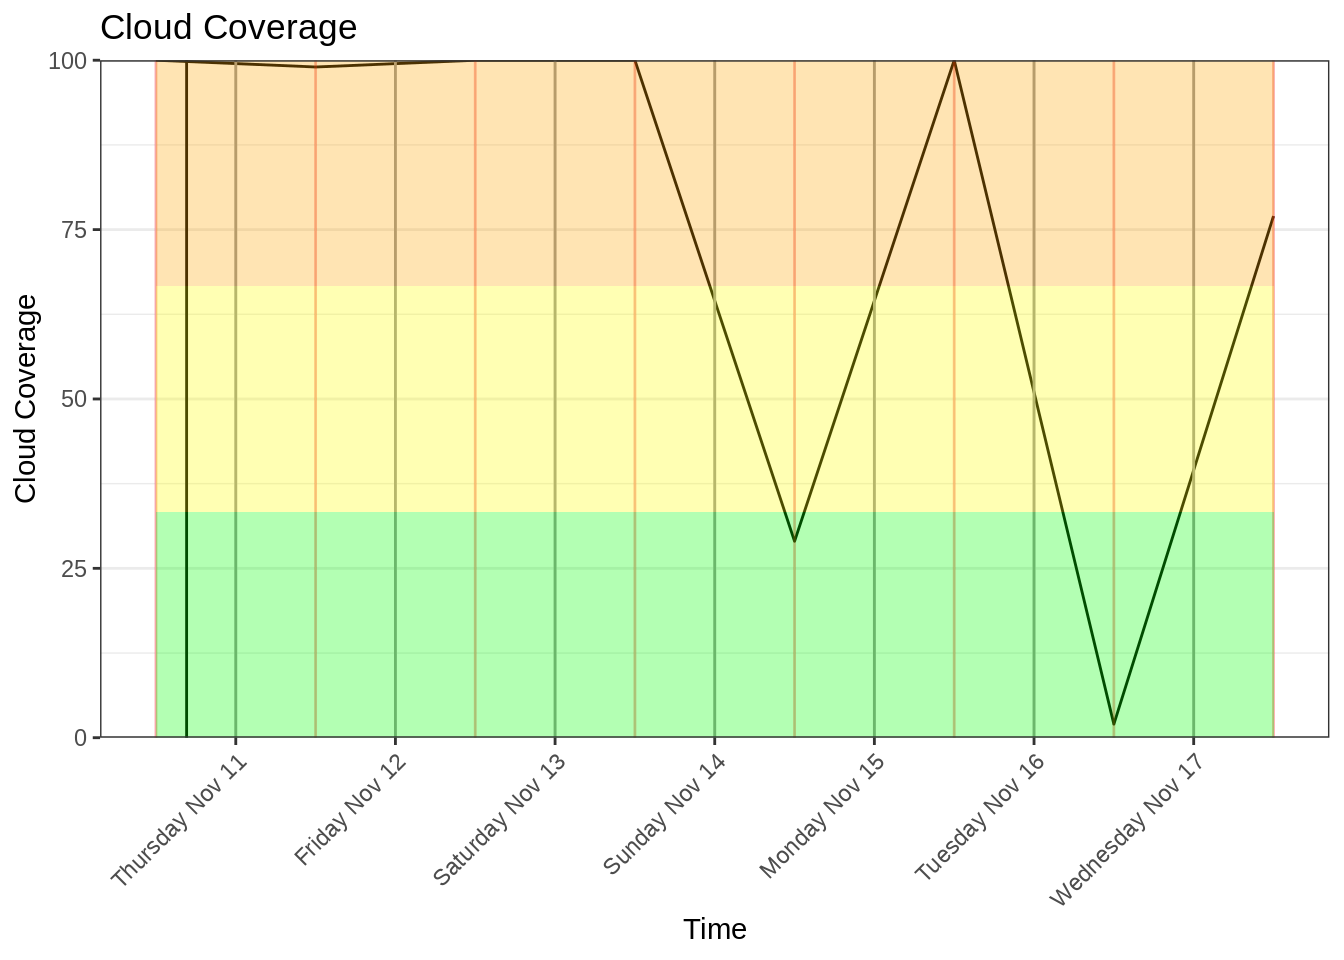 Cloud Coverage
100
75
50
25
0
Cloud Coverage
Thursday Nov 11
Friday Nov 12
Saturday Nov 13
Sunday Nov 14
Monday Nov 15
Tuesday Nov 16
Wednesday Nov 17
Time